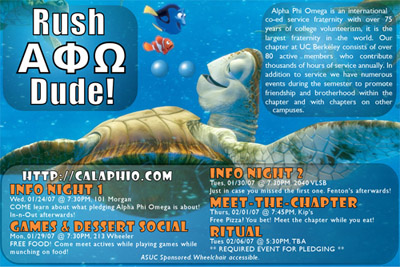 Rush
ΑΦΩ
Dude!
Alpha Phi Omega is an international
co-ed service fraternity with over 75
years of college volunteerism, it is
the largest fraternity in the world. Our
chapter at UC Berkeley consists of over
80 active members who contribute
thousands of hours of service annually. In
addition to service we have numerous
events during the semester to promote
friendship and brotherhood within the
chapter and with chapters on other
campuses.
HTTP://CALAPHIO.COM
INFO NIGHT 1
Wed, 01/24/07 @ 7:30PM, 101 Morgan
COME learn about what pledging Alpha Phi Omega is about!
In-n-Out afterwards!
GAMES & DESSERT SOCIAL
Mon, 01/29/07 @ 7:30PM, 213 Wheeler
FREE FOOD! Come meet actives while playing games while
munching on food!
INFO NIGHT 2
Tues, 01/30/07 @ 7:30PM, 2040 VLSB
Just in case you missed the first one. Fenton's afterwards!
MEET-THE-CHAPTER
Thurs, 02/01/07 @ 7:45PM, Kip's
Free Pizza? You bet! Meet the chapter while you eat!
RITUAL
Tues 02/06/07 @ 5:30PM, TBA
** REQUIRED EVENT FOR PLEDGING **
ASUC Sponsored Wheelchair accessible.